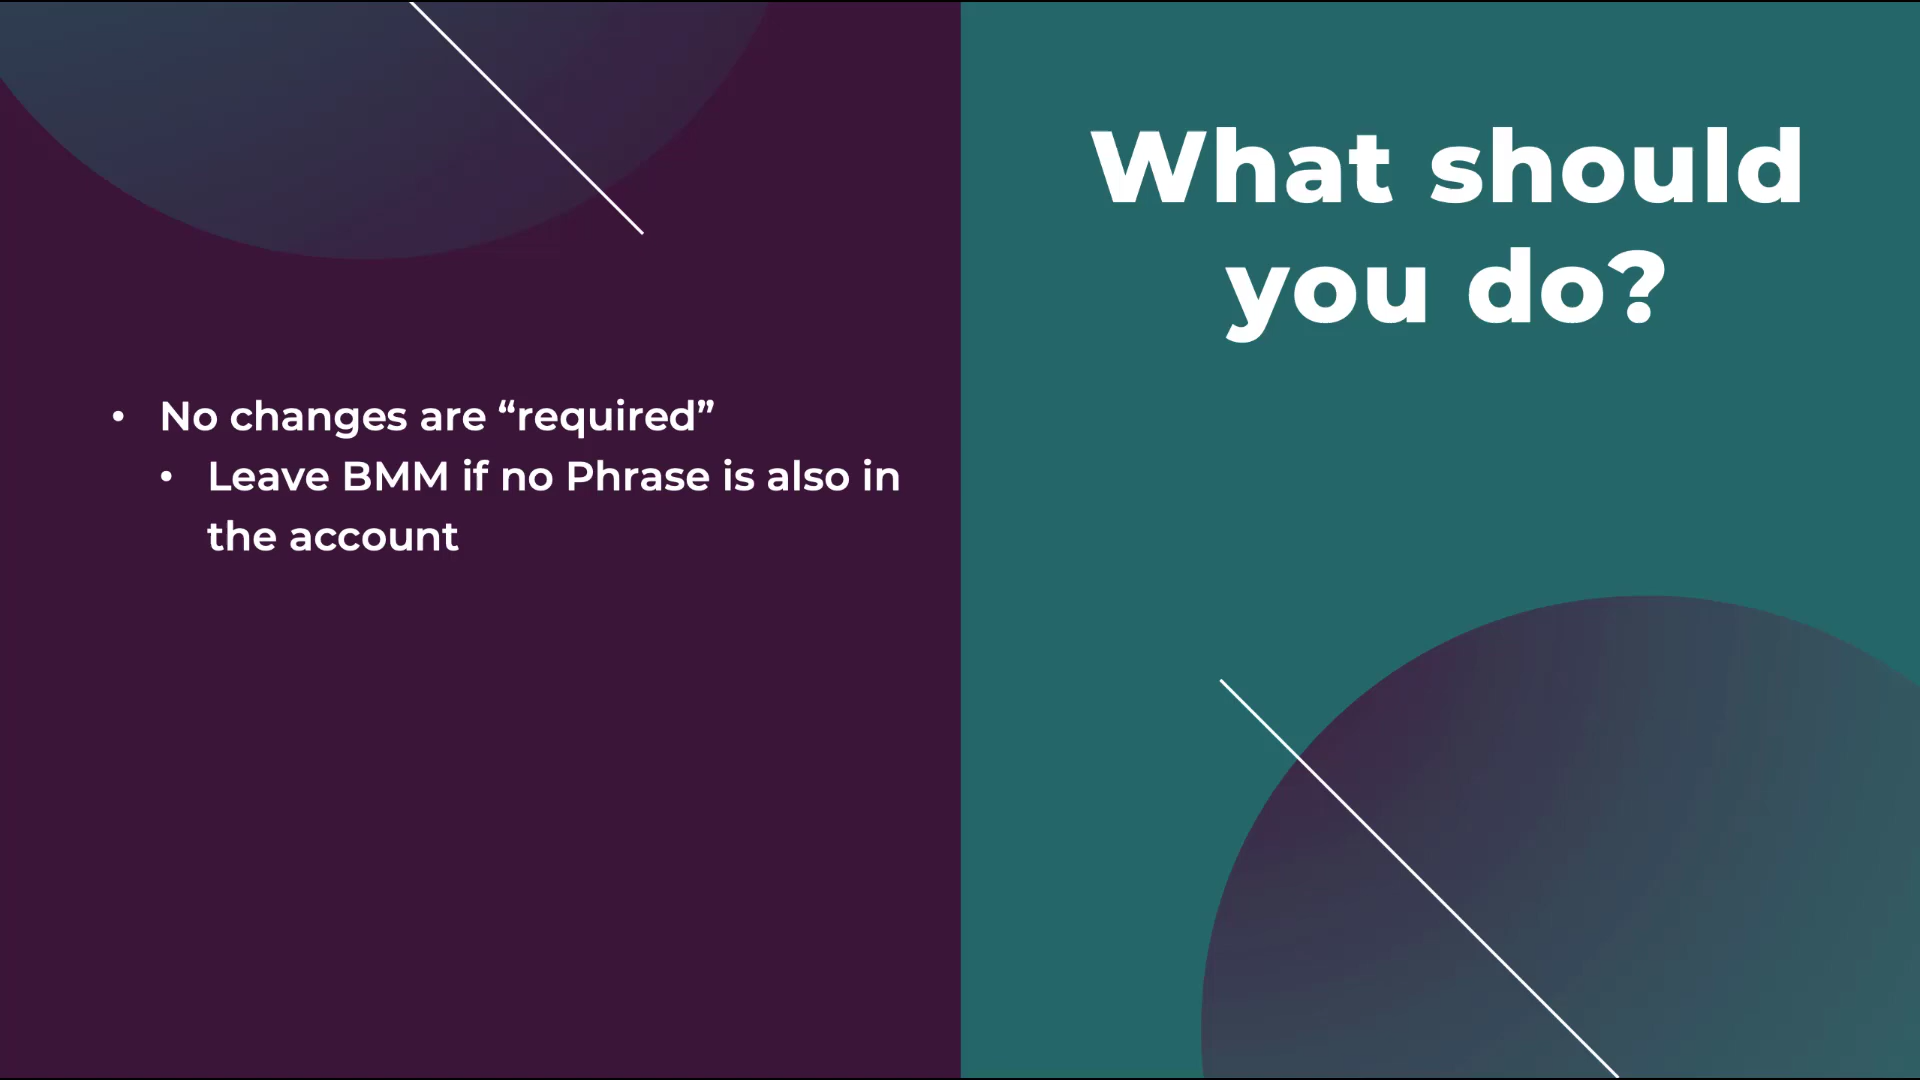 What should
you do?
• No changes are “required”
• Leave BMM if no Phrase is also in
the account